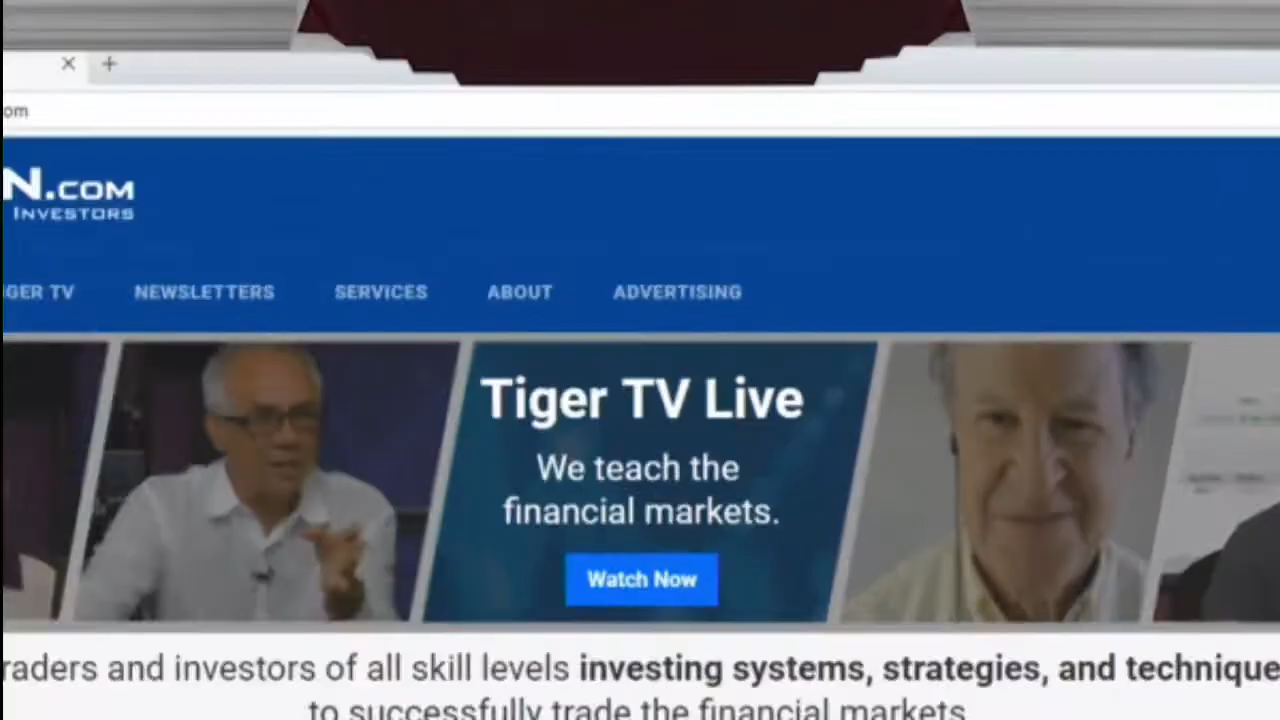 om
N.COM
INVESTORS
IGER TV NEWSLETTERS SERVICES ABOUT ADVERTISING
Tiger TV Live
We teach the
financial markets.
Watch Now
raders and investors of all skill levels investing systems, strategies, and technique
to successfully trade the financial markets